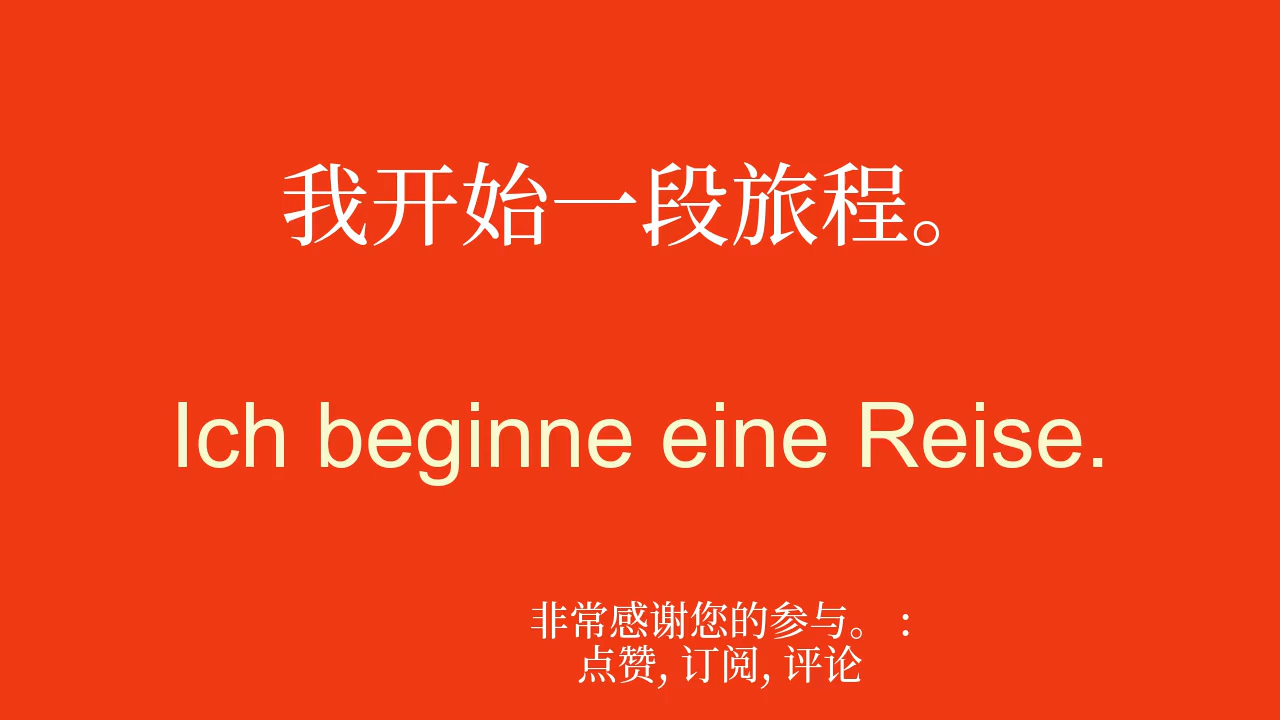 我开始一段旅程。
Ich beginne eine Reise.
非常感谢您的参与。 :
点赞, 订阅, 评论